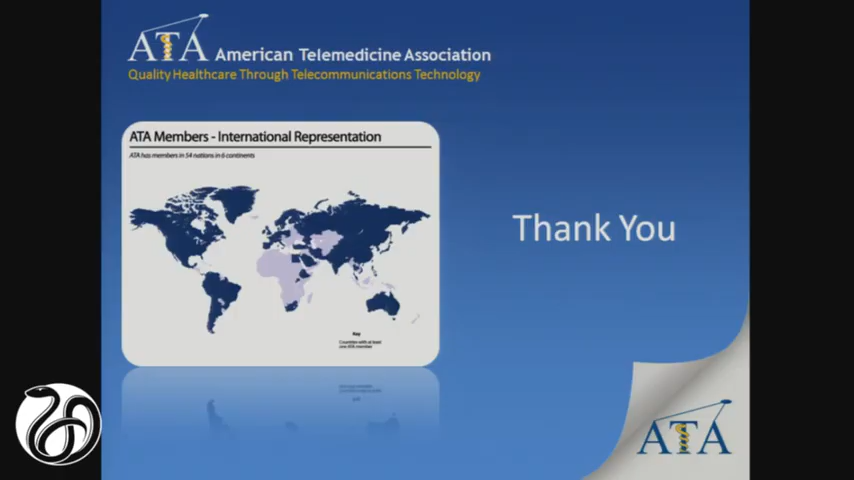 ATA American Telemedicine Association
Quality Healthcare Through Telecommunications Technology
ATA Members - International Representation
ATA has members in 54 nations in 6 continents
Thank You
Key
Countries with at least
one ATA member
ATA